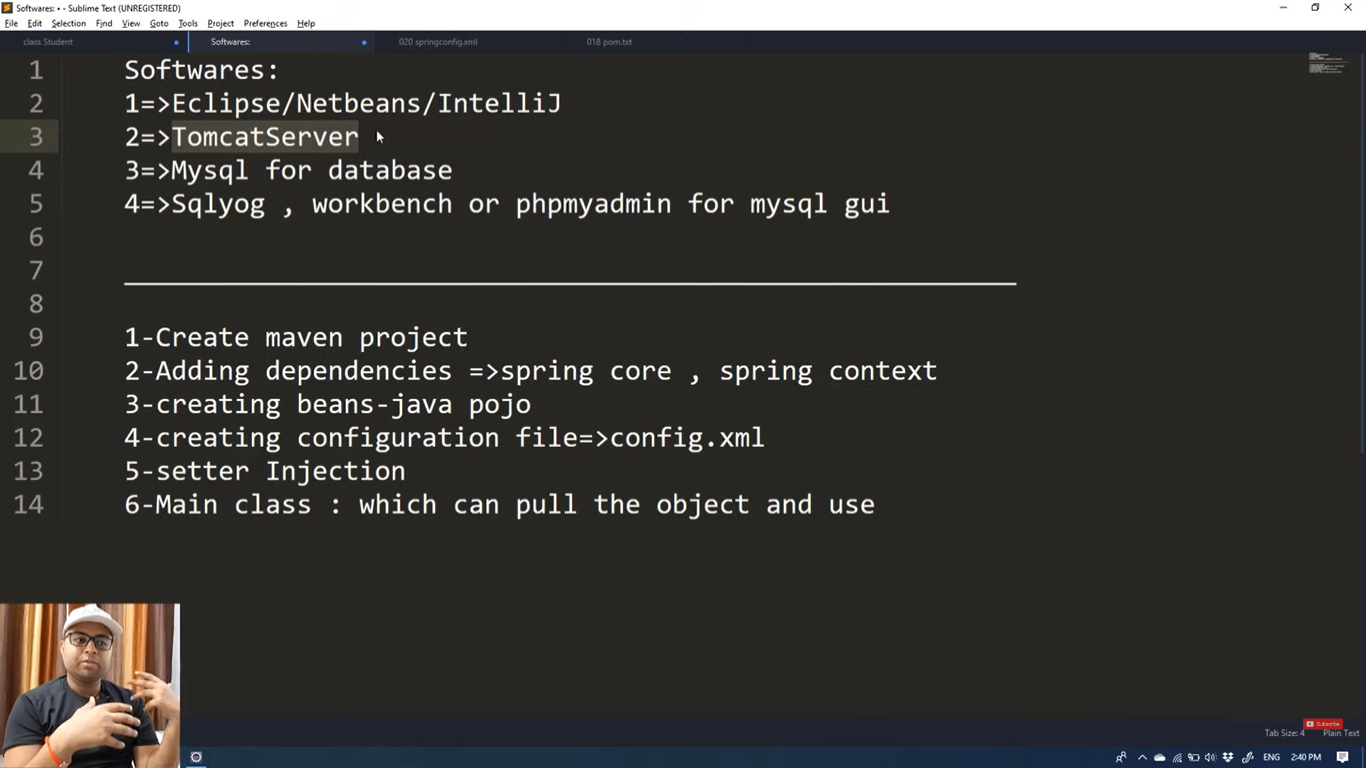 Softwares: • - Sublime Text (UNREGISTERED)
File Edit Selection Find View Goto Tools Project Preferences Help
class Student Softwares: 020 springconfig.xml 018 pom.txt
1 Softwares:
2 1=>Eclipse/Netbeans/IntelliJ
3 2=>TomcatServer
4 3=>Mysql for database
5 4=>Sqlyog , workbench or phpmyadmin for mysql gui
6
7
8
9 1-Create maven project
10 2-Adding dependencies =>spring core , spring context
11 3-creating beans-java pojo
12 4-creating configuration file=>config.xml
13 5-setter Injection
14 6-Main class : which can pull the object and use
Subscribe
Tab Size: 4 Plain Text
ENG 2:40 PM